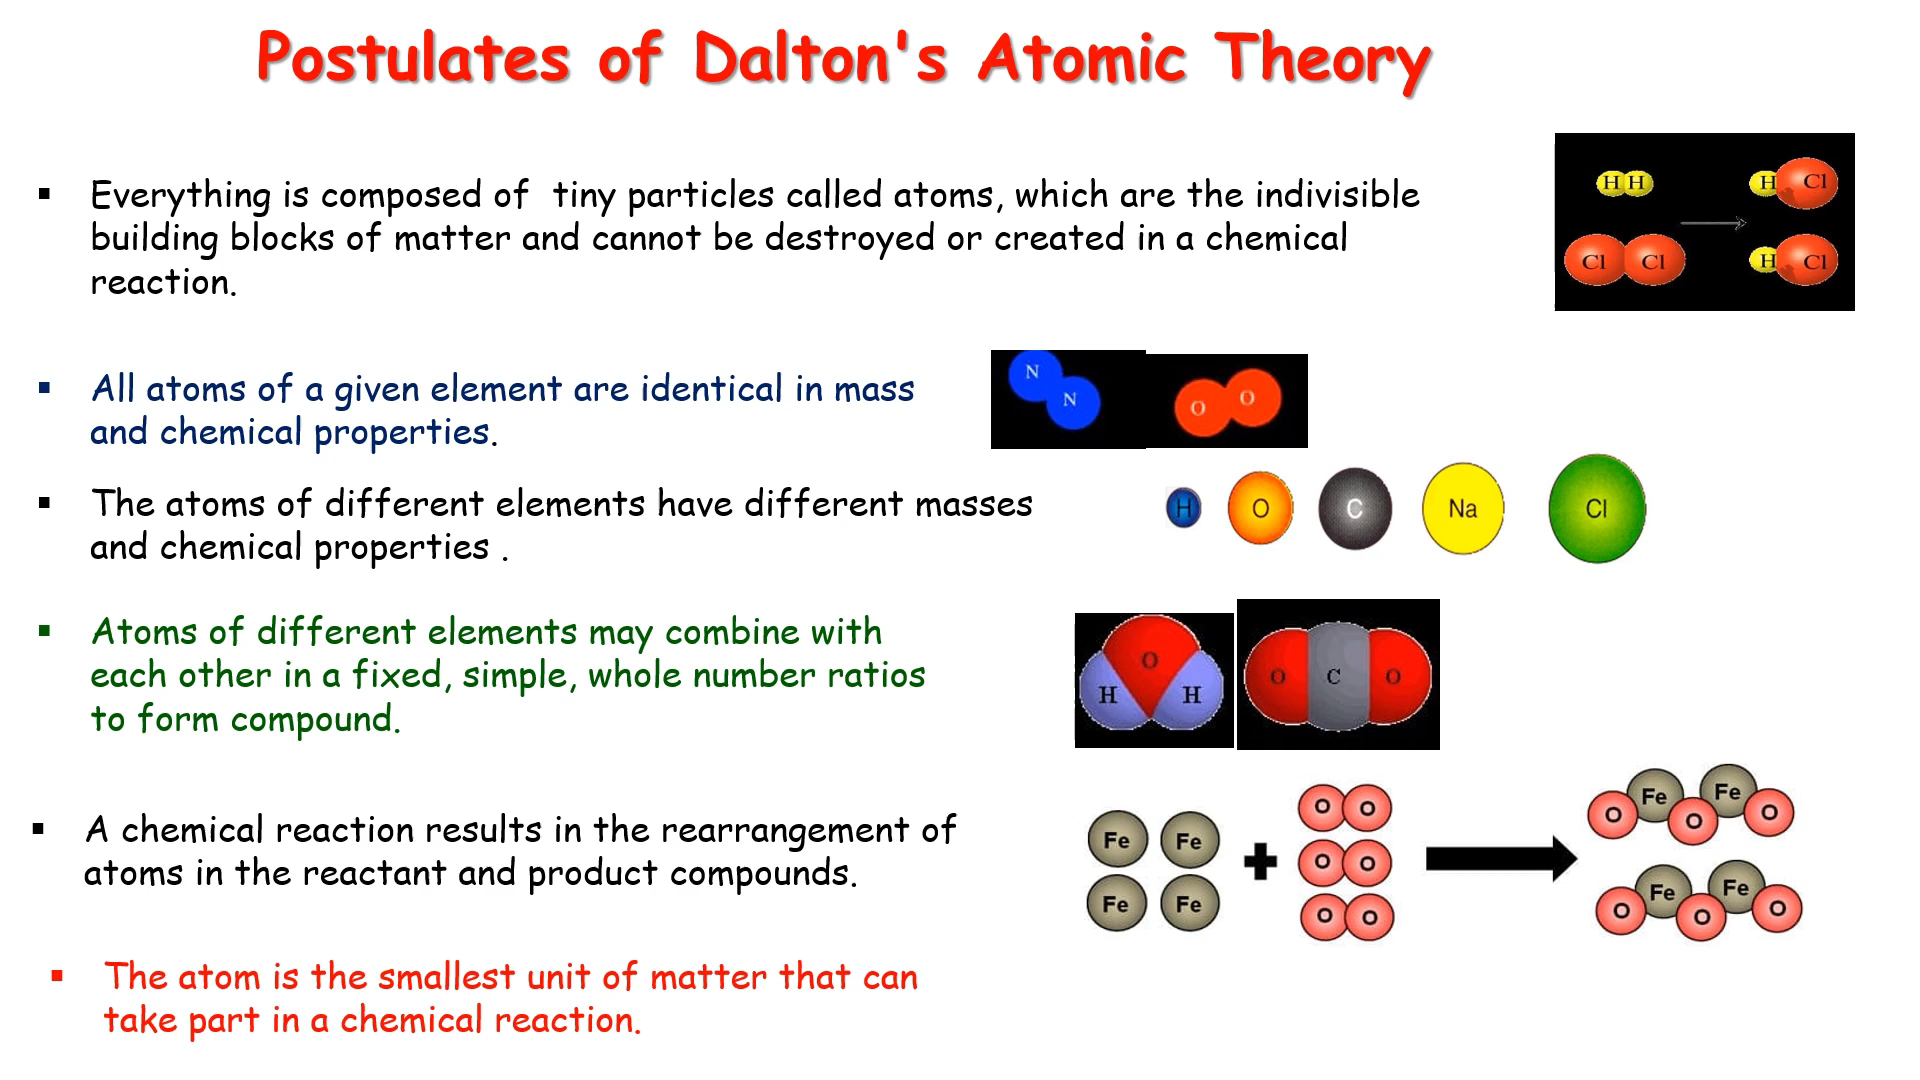 Postulates of Dalton's Atomic Theory
▪ Everything is composed of  tiny particles called atoms, which are the indivisible
building blocks of matter and cannot be destroyed or created in a chemical
reaction.
H H H Cl
Cl Cl H Cl
▪ All atoms of a given element are identical in mass
and chemical properties.
N N O O
▪ The atoms of different elements have different masses
and chemical properties .
H O C Na Cl
▪ Atoms of different elements may combine with
each other in a fixed, simple, whole number ratios
to form compound.
H O H O C O
▪ A chemical reaction results in the rearrangement of
atoms in the reactant and product compounds.
Fe Fe O O O Fe O Fe O
Fe Fe + O O
O O O Fe O Fe O
▪ The atom is the smallest unit of matter that can
take part in a chemical reaction.